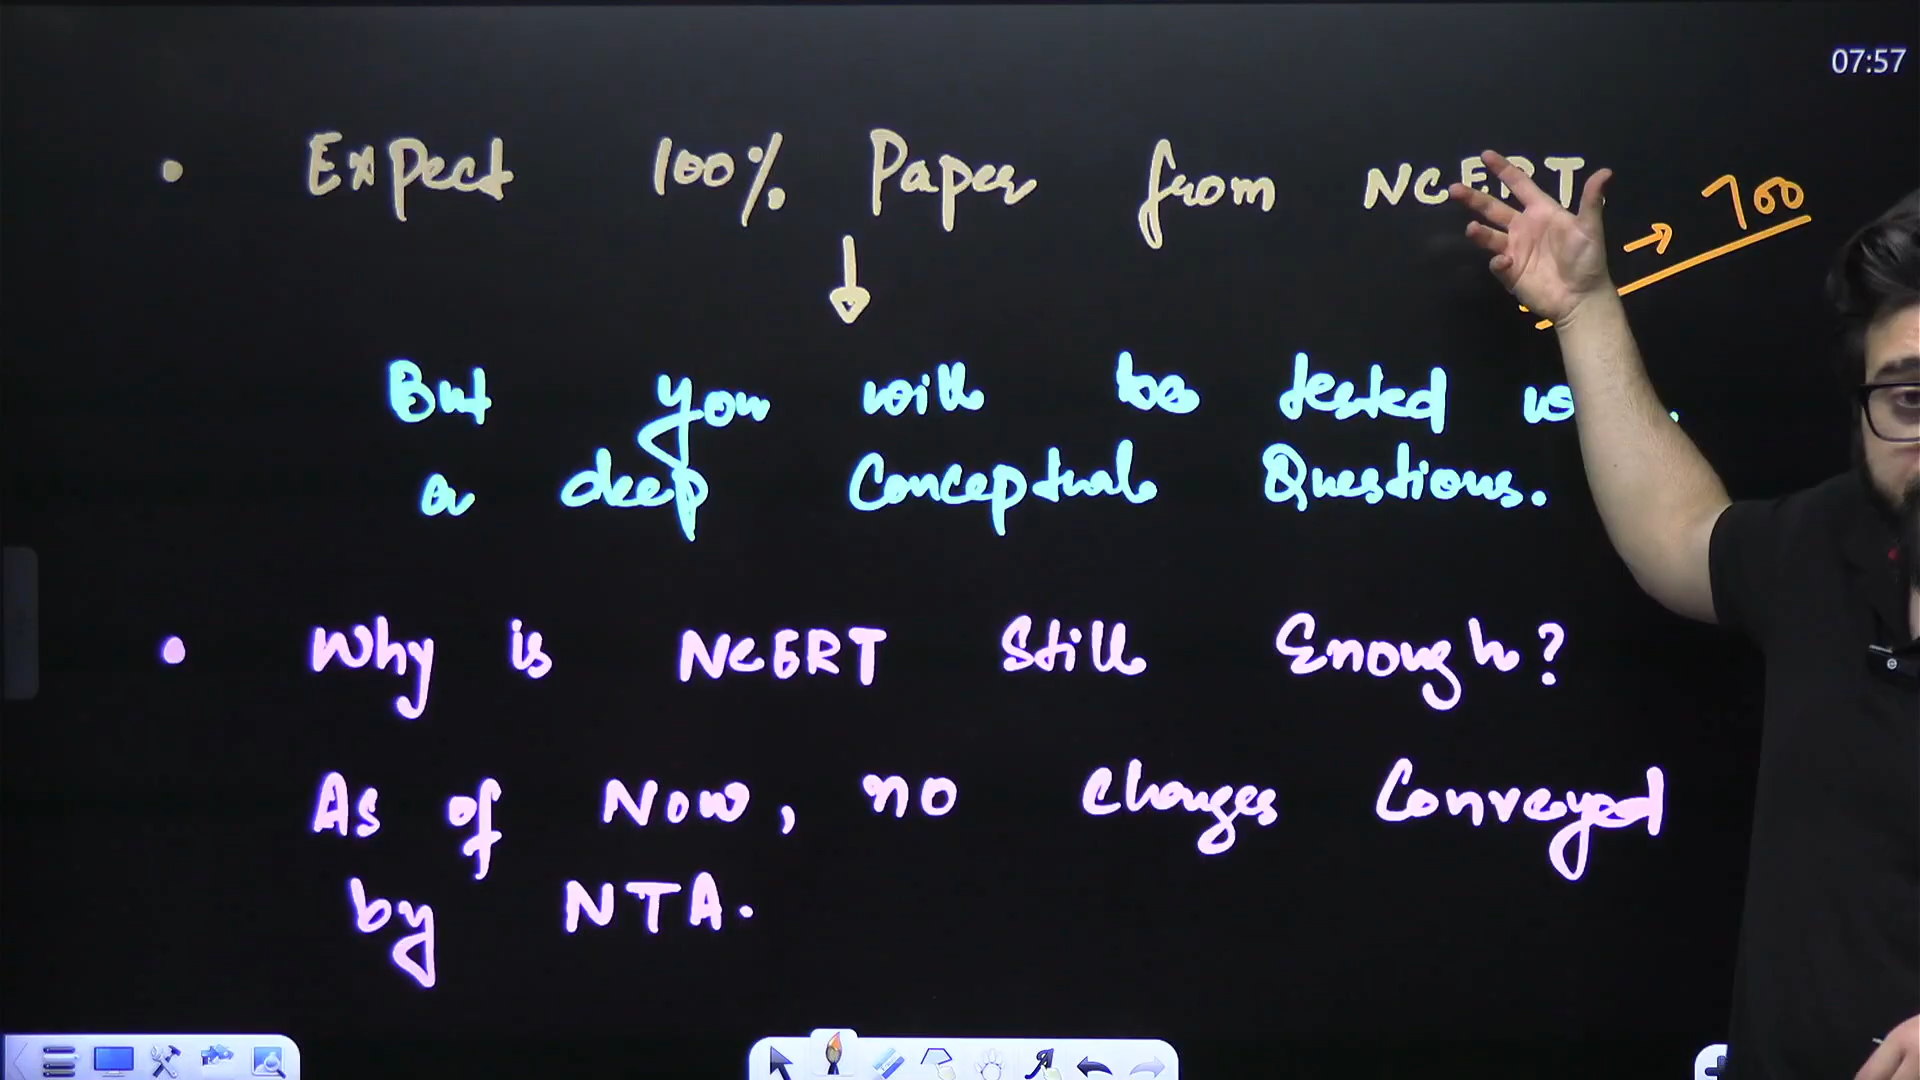 07:57
• Expect 100% Paper from NCERT.
→ 700
But you will be tested
a deep Conceptual Questions.
• Why is NCERT Still Enough?
As of Now, no changes Conveyed
by NTA.